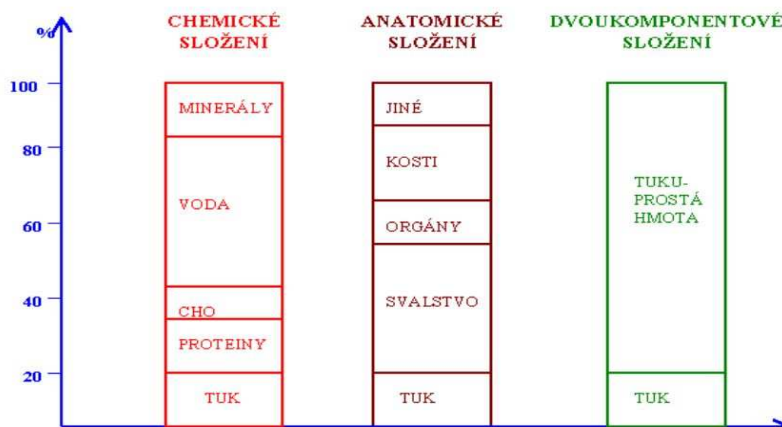 CHEMICKÉ
SLOŽENÍ
ANATOMICKÉ
SLOŽENÍ
DVOUKOMPONENTOVÉ
SLOŽENÍ
%
100
80
60
40
20
MINERÁLY
VODA
CHO
PROTEINY
TUK
JINÉ
KOSTI
ORGÁNY
SVALSTVO
TUK
TUKU-
PROSTÁ
HMOTA
TUK